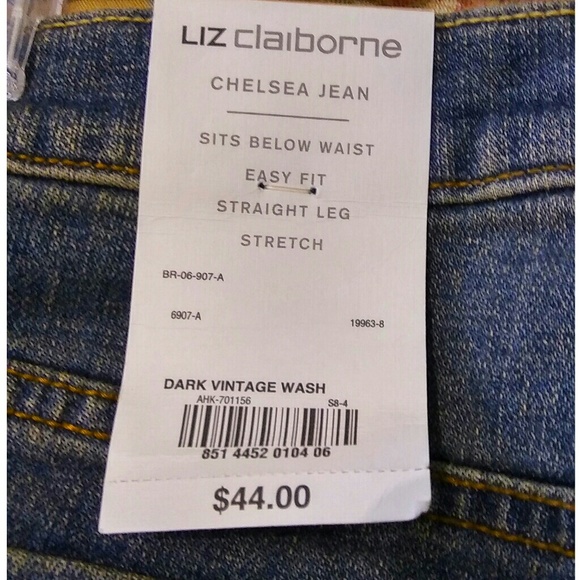 LIZ claiborne
CHELSEA JEAN
SITS BELOW WAIST
EASY FIT
STRAIGHT LEG
STRETCH
BR-06-907-A
6907-A 19963-8
DARK VINTAGE WASH
AHK-701156 S8-4
851 4452 0104 06
$44.00